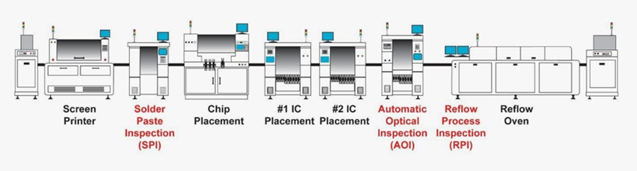 Screen
Printer
Solder
Paste
Inspection
(SPI)
Chip
Placement
#1 IC
Placement
#2 IC
Placement
Automatic
Optical
Inspection
(AOI)
Reflow
Process
Inspection
(RPI)
Reflow
Oven